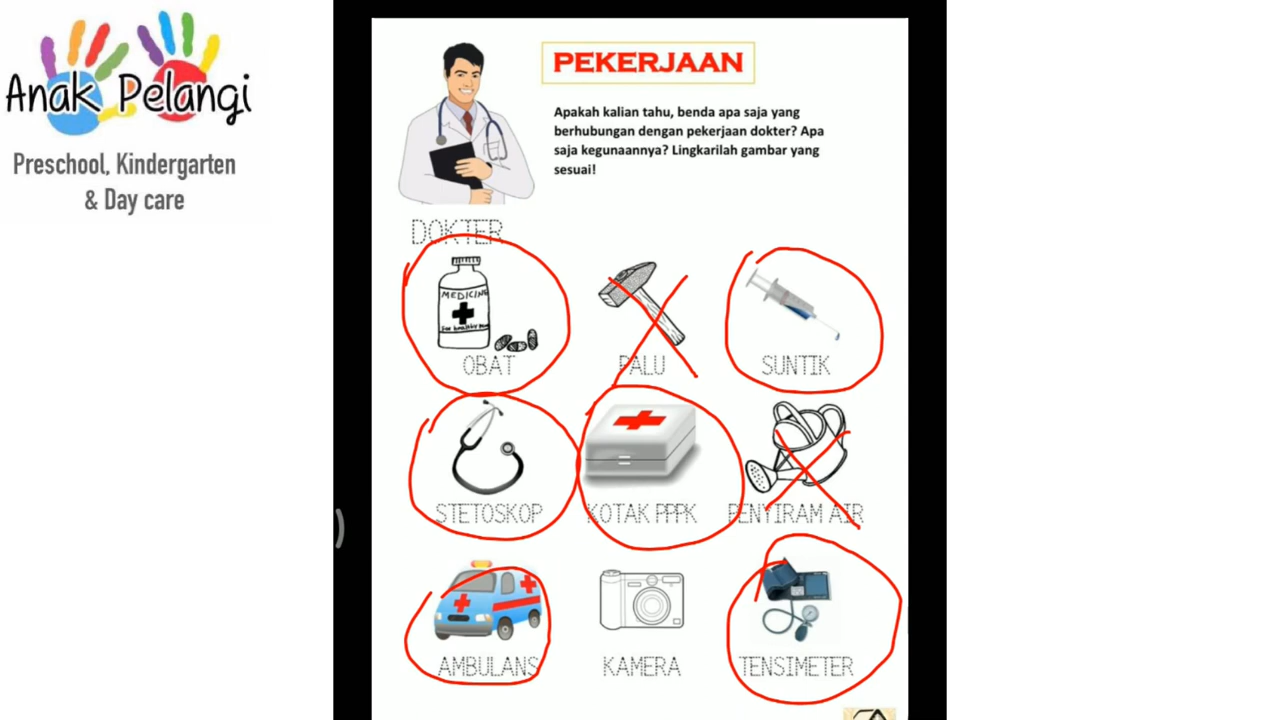 Anak Pelangi
Preschool, Kindergarten
& Day care
PEKERJAAN
Apakah kalian tahu, benda apa saja yang
berhubungan dengan pekerjaan dokter? Apa
saja kegunaannya? Lingkarilah gambar yang
sesuai!
DOKTER
MEDICINE
OBAT
PALU
SUNTIK
STETOSKOP
KOTAK PPPK
PENYIRAM AIR
AMBULANS
KAMERA
TENSIMETER